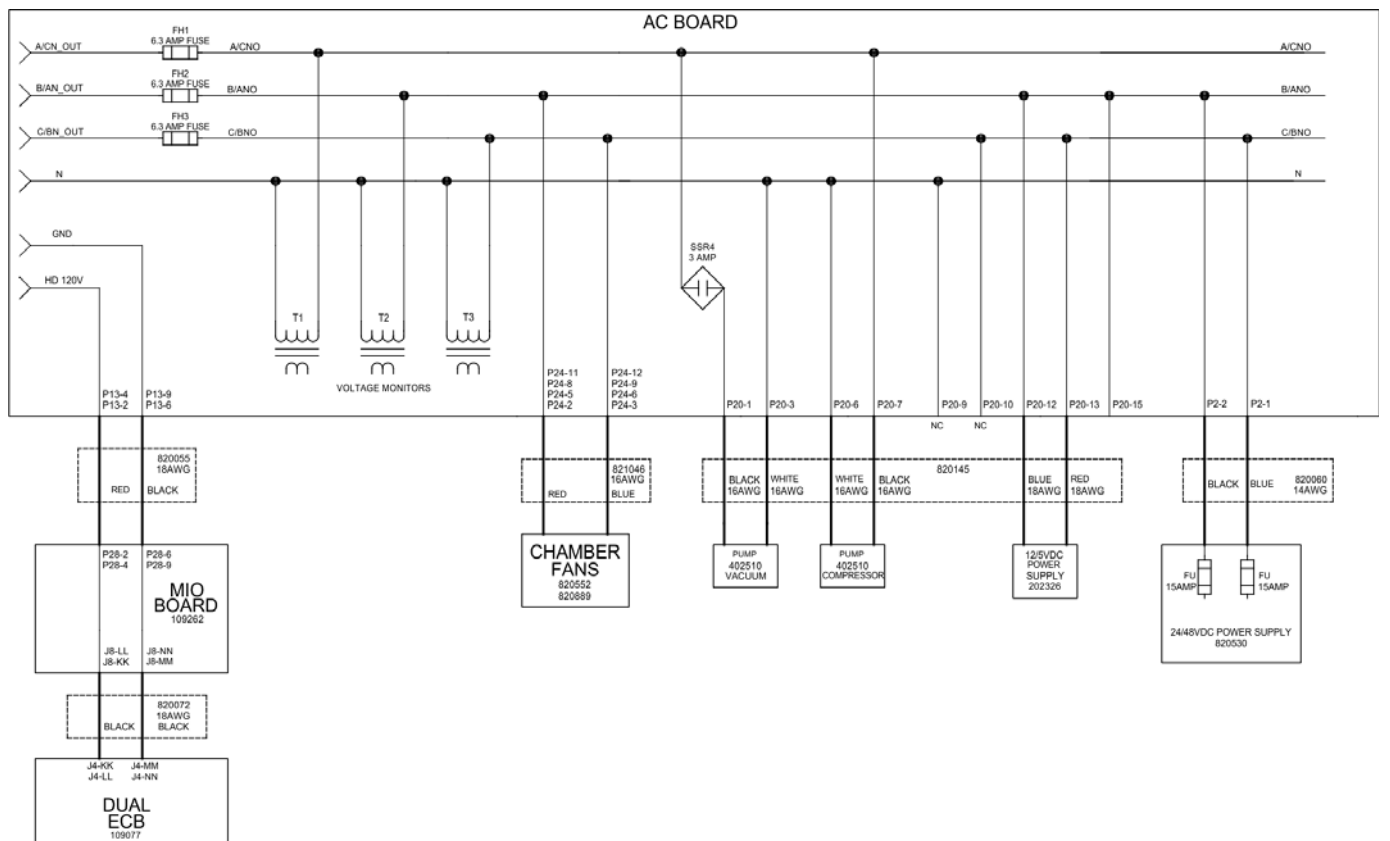 AC BOARD
FH1
6.3 AMP FUSE
A/CN_OUT
A/CNO
A/CNO
FH2
6.3 AMP FUSE
B/AN_OUT
B/ANO
B/ANO
FH3
6.3 AMP FUSE
C/BN_OUT
C/BNO
C/BNO
N
N
GND
HD 120V
SSR4
3 AMP
T1
T2
T3
VOLTAGE MONITORS
P13-4
P13-2
P13-9
P13-6
P24-11
P24-8
P24-5
P24-2
P24-12
P24-9
P24-6
P24-3
P20-1
P20-3
P20-6
P20-7
P20-9
P20-10
P20-12
P20-13
P20-15
P2-2
P2-1
NC
NC
820055
18AWG
RED
BLACK
821046
16AWG
RED
BLUE
820145
BLACK
16AWG
WHITE
16AWG
WHITE
16AWG
BLACK
16AWG
BLUE
18AWG
RED
18AWG
820060
14AWG
BLACK
BLUE
P28-2
P28-4
P28-6
P28-9
MIO
BOARD
109262
J8-LL
J8-KK
J8-NN
J8-MM
CHAMBER
FANS
820552
820889
PUMP
402510
VACUUM
PUMP
402510
COMPRESSOR
12/5VDC
POWER
SUPPLY
202326
FU
15AMP
FU
15AMP
24/48VDC POWER SUPPLY
820530
820072
18AWG
BLACK
BLACK
J4-KK
J4-LL
J4-MM
J4-NN
DUAL
ECB
109077